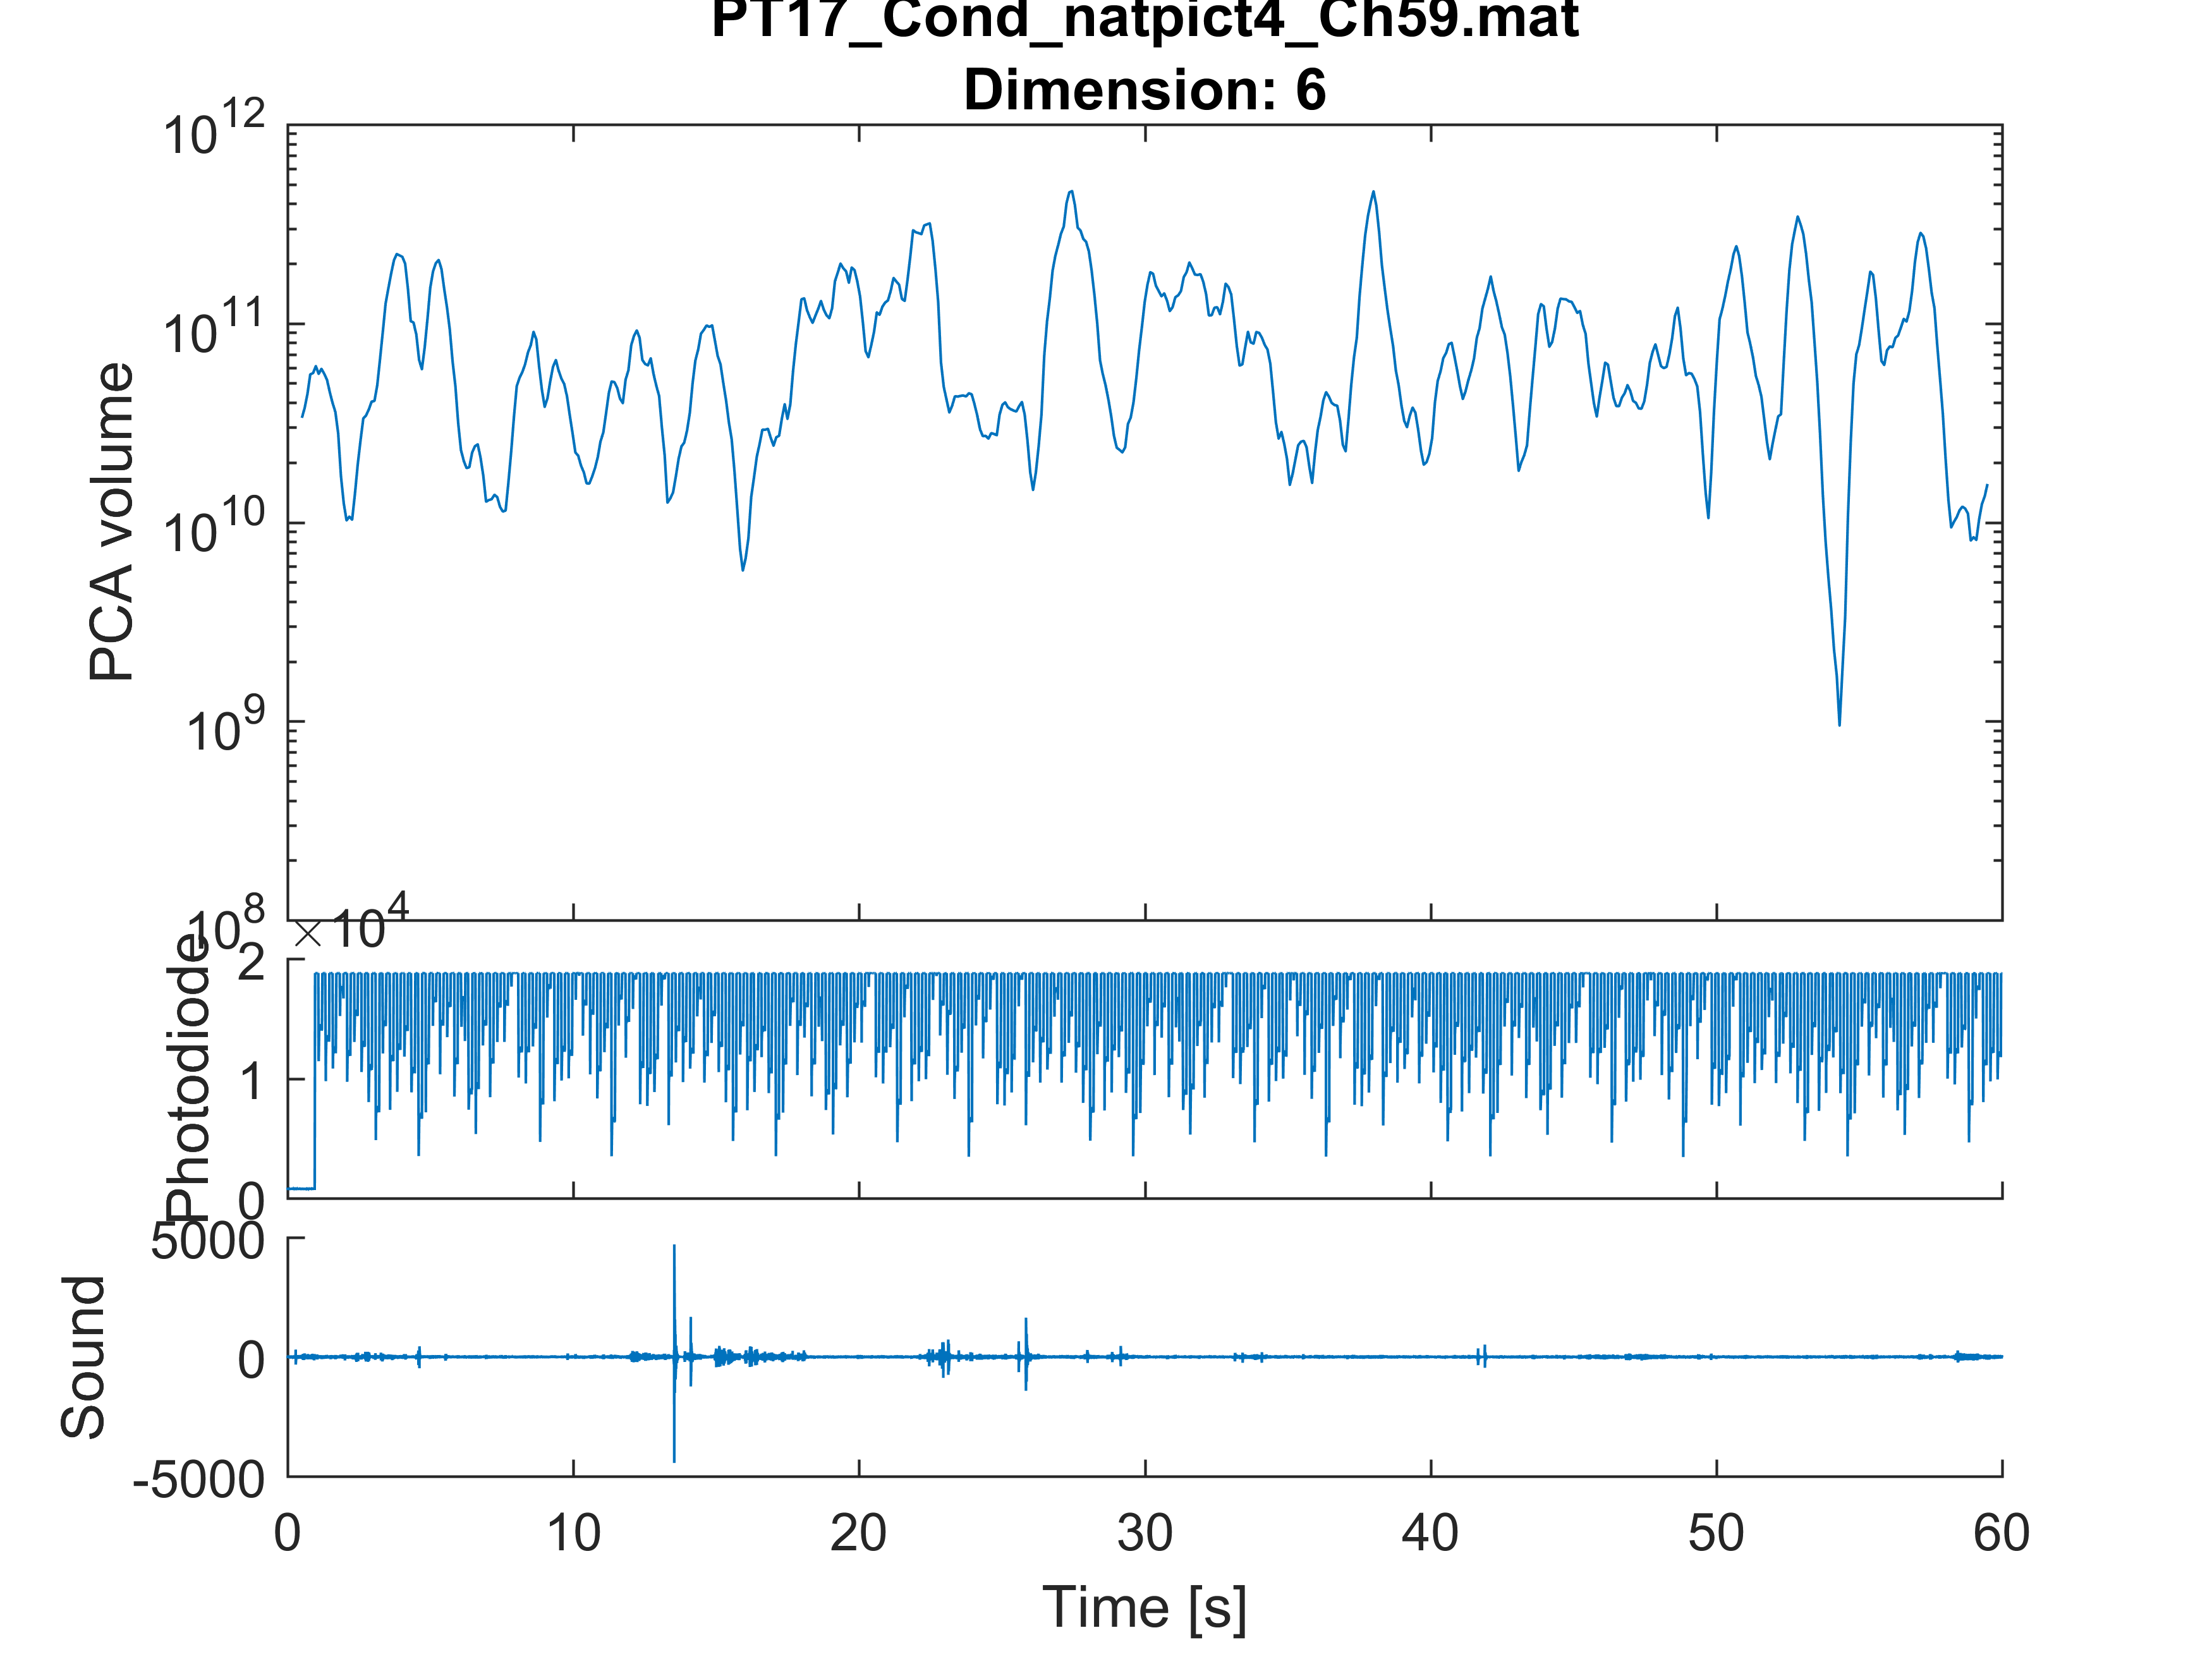 PT17_Cond_natpict4_Ch59.mat
Dimension: 6
PCA volume
10^12
10^11
10^10
10^9
10^8
× 10^4
Photodiode
2
1
0
Sound
5000
0
-5000
0 10 20 30 40 50 60
Time [s]